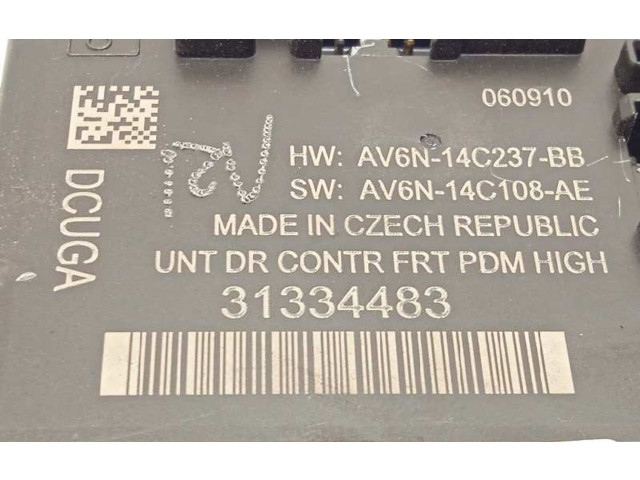 060910
HW: AV6N-14C237-BB
SW: AV6N-14C108-AE
MADE IN CZECH REPUBLIC
UNT DR CONTR FRT PDM HIGH
31334483
DCUGA